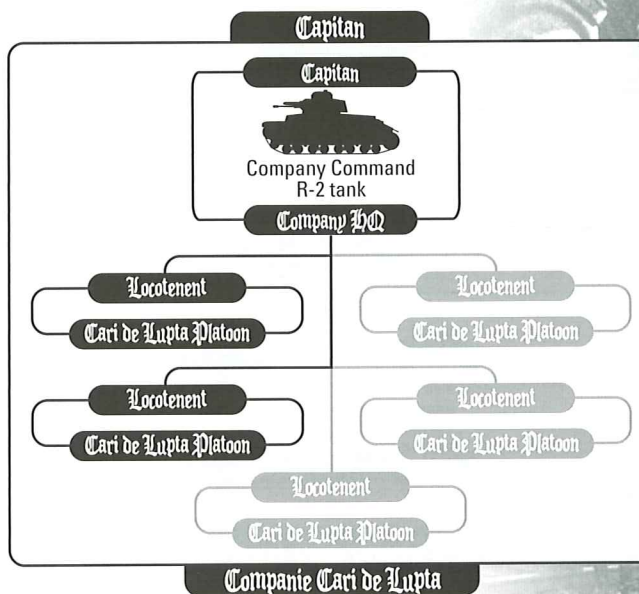 Capitan
Capitan
Company Command
R-2 tank
Company HQ
Locotenent
Cari de Lupta Platoon
Locotenent
Cari de Lupta Platoon
Locotenent
Cari de Lupta Platoon
Locotenent
Cari de Lupta Platoon
Locotenent
Cari de Lupta Platoon
Companie Cari de Lupta